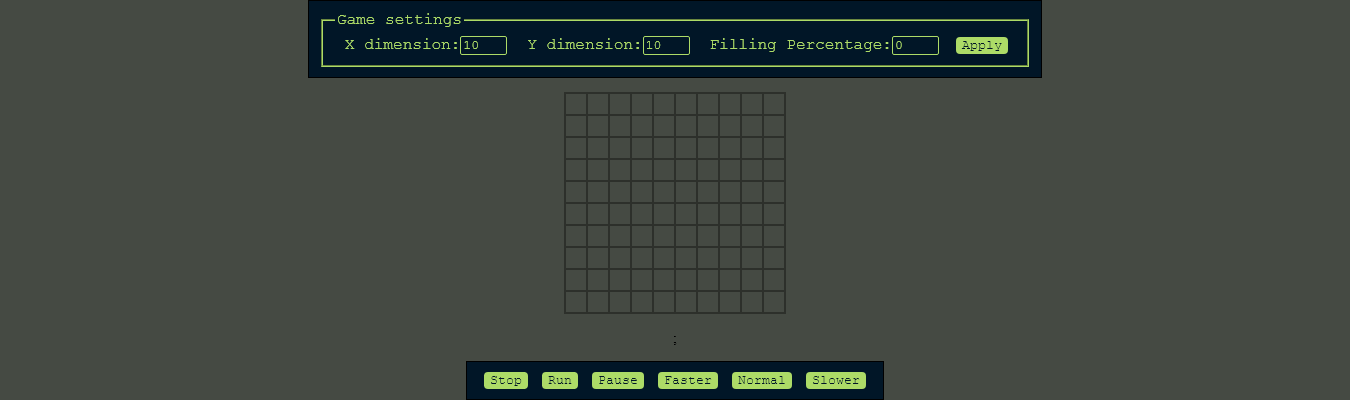 Game settings
X dimension:10 Y dimension:10 Filling Percentage:0 Apply
Stop Run Pause Faster Normal Slower